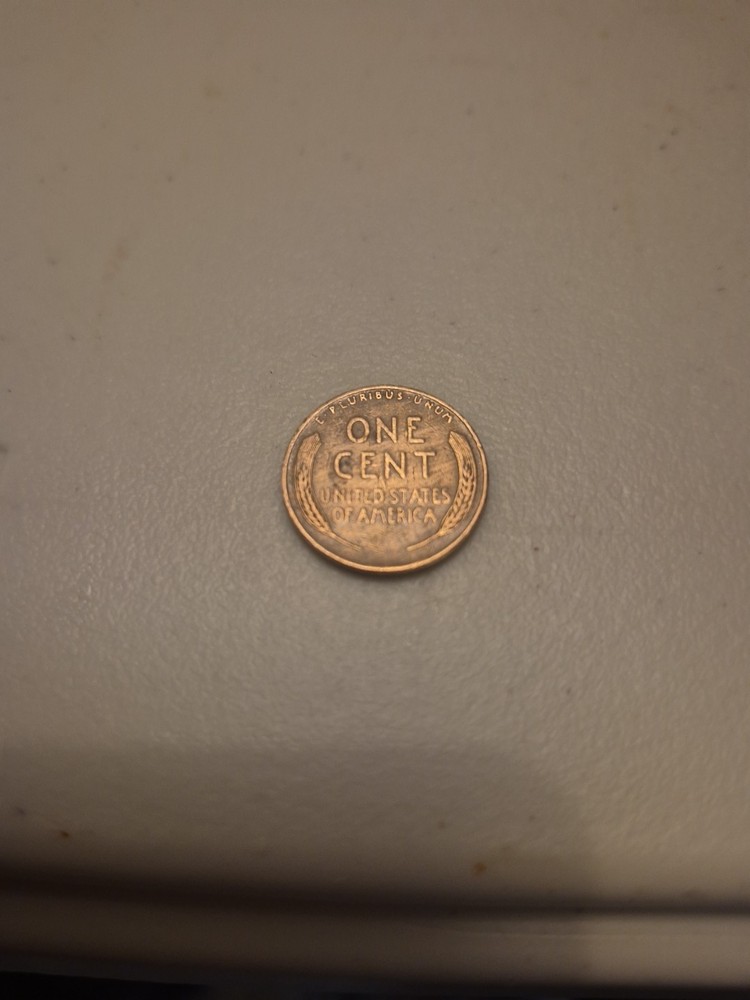 E·PLURIBUS·UNUM
ONE
CENT
UNITED·STATES
OF·AMERICA